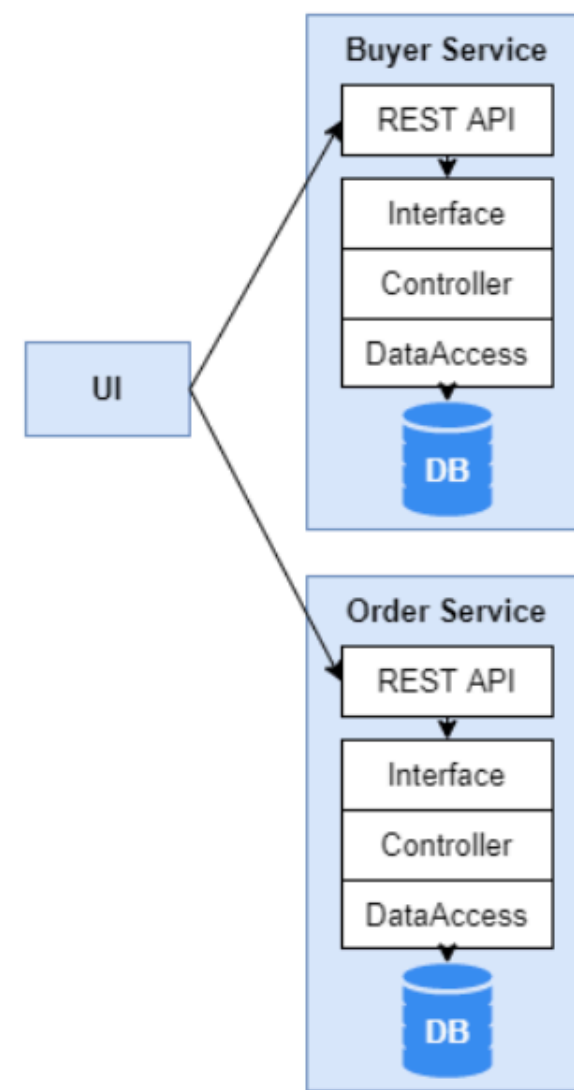 Buyer Service
REST API
Interface
Controller
DataAccess
DB
UI
Order Service
REST API
Interface
Controller
DataAccess
DB